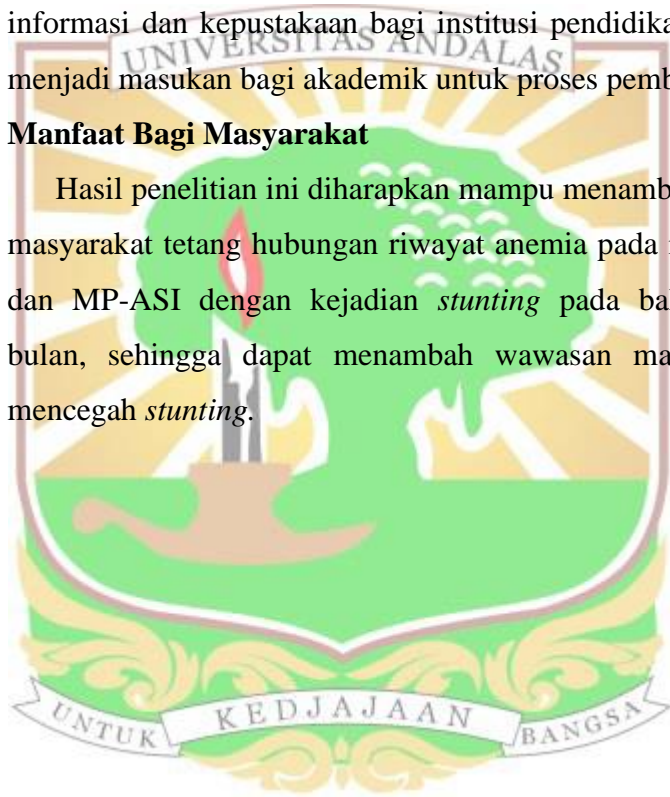 informasi dan kepustakaan bagi institusi pendidika
UNIVERSITAS ANDALAS
menjadi masukan bagi akademik untuk proses pemb
Manfaat Bagi Masyarakat
Hasil penelitian ini diharapkan mampu menamb
masyarakat tetang hubungan riwayat anemia pada
dan MP-ASI dengan kejadian stunting pada ba
bulan, sehingga dapat menambah wawasan ma
mencegah stunting.
UNTUK KEDJAJAAN BANGSA